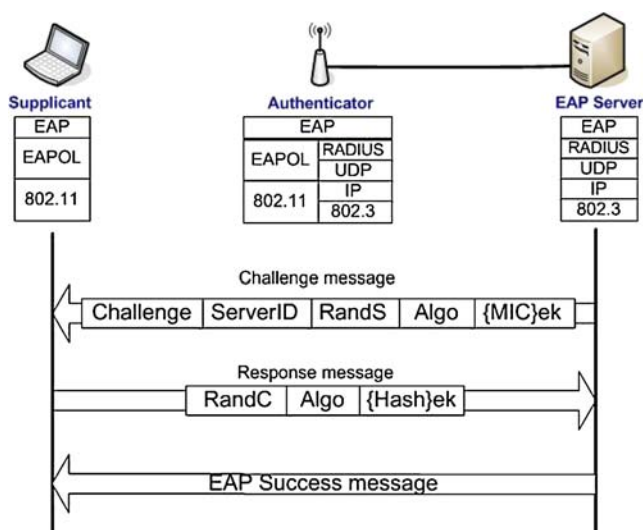 Supplicant
Authenticator
EAP Server
EAP
EAPOL
802.11
EAP
EAPOL
802.11
RADIUS
UDP
IP
802.3
EAP
RADIUS
UDP
IP
802.3
Challenge message
Challenge ServerID RandS Algo {MIC}ek
Response message
RandC Algo {Hash}ek
EAP Success message